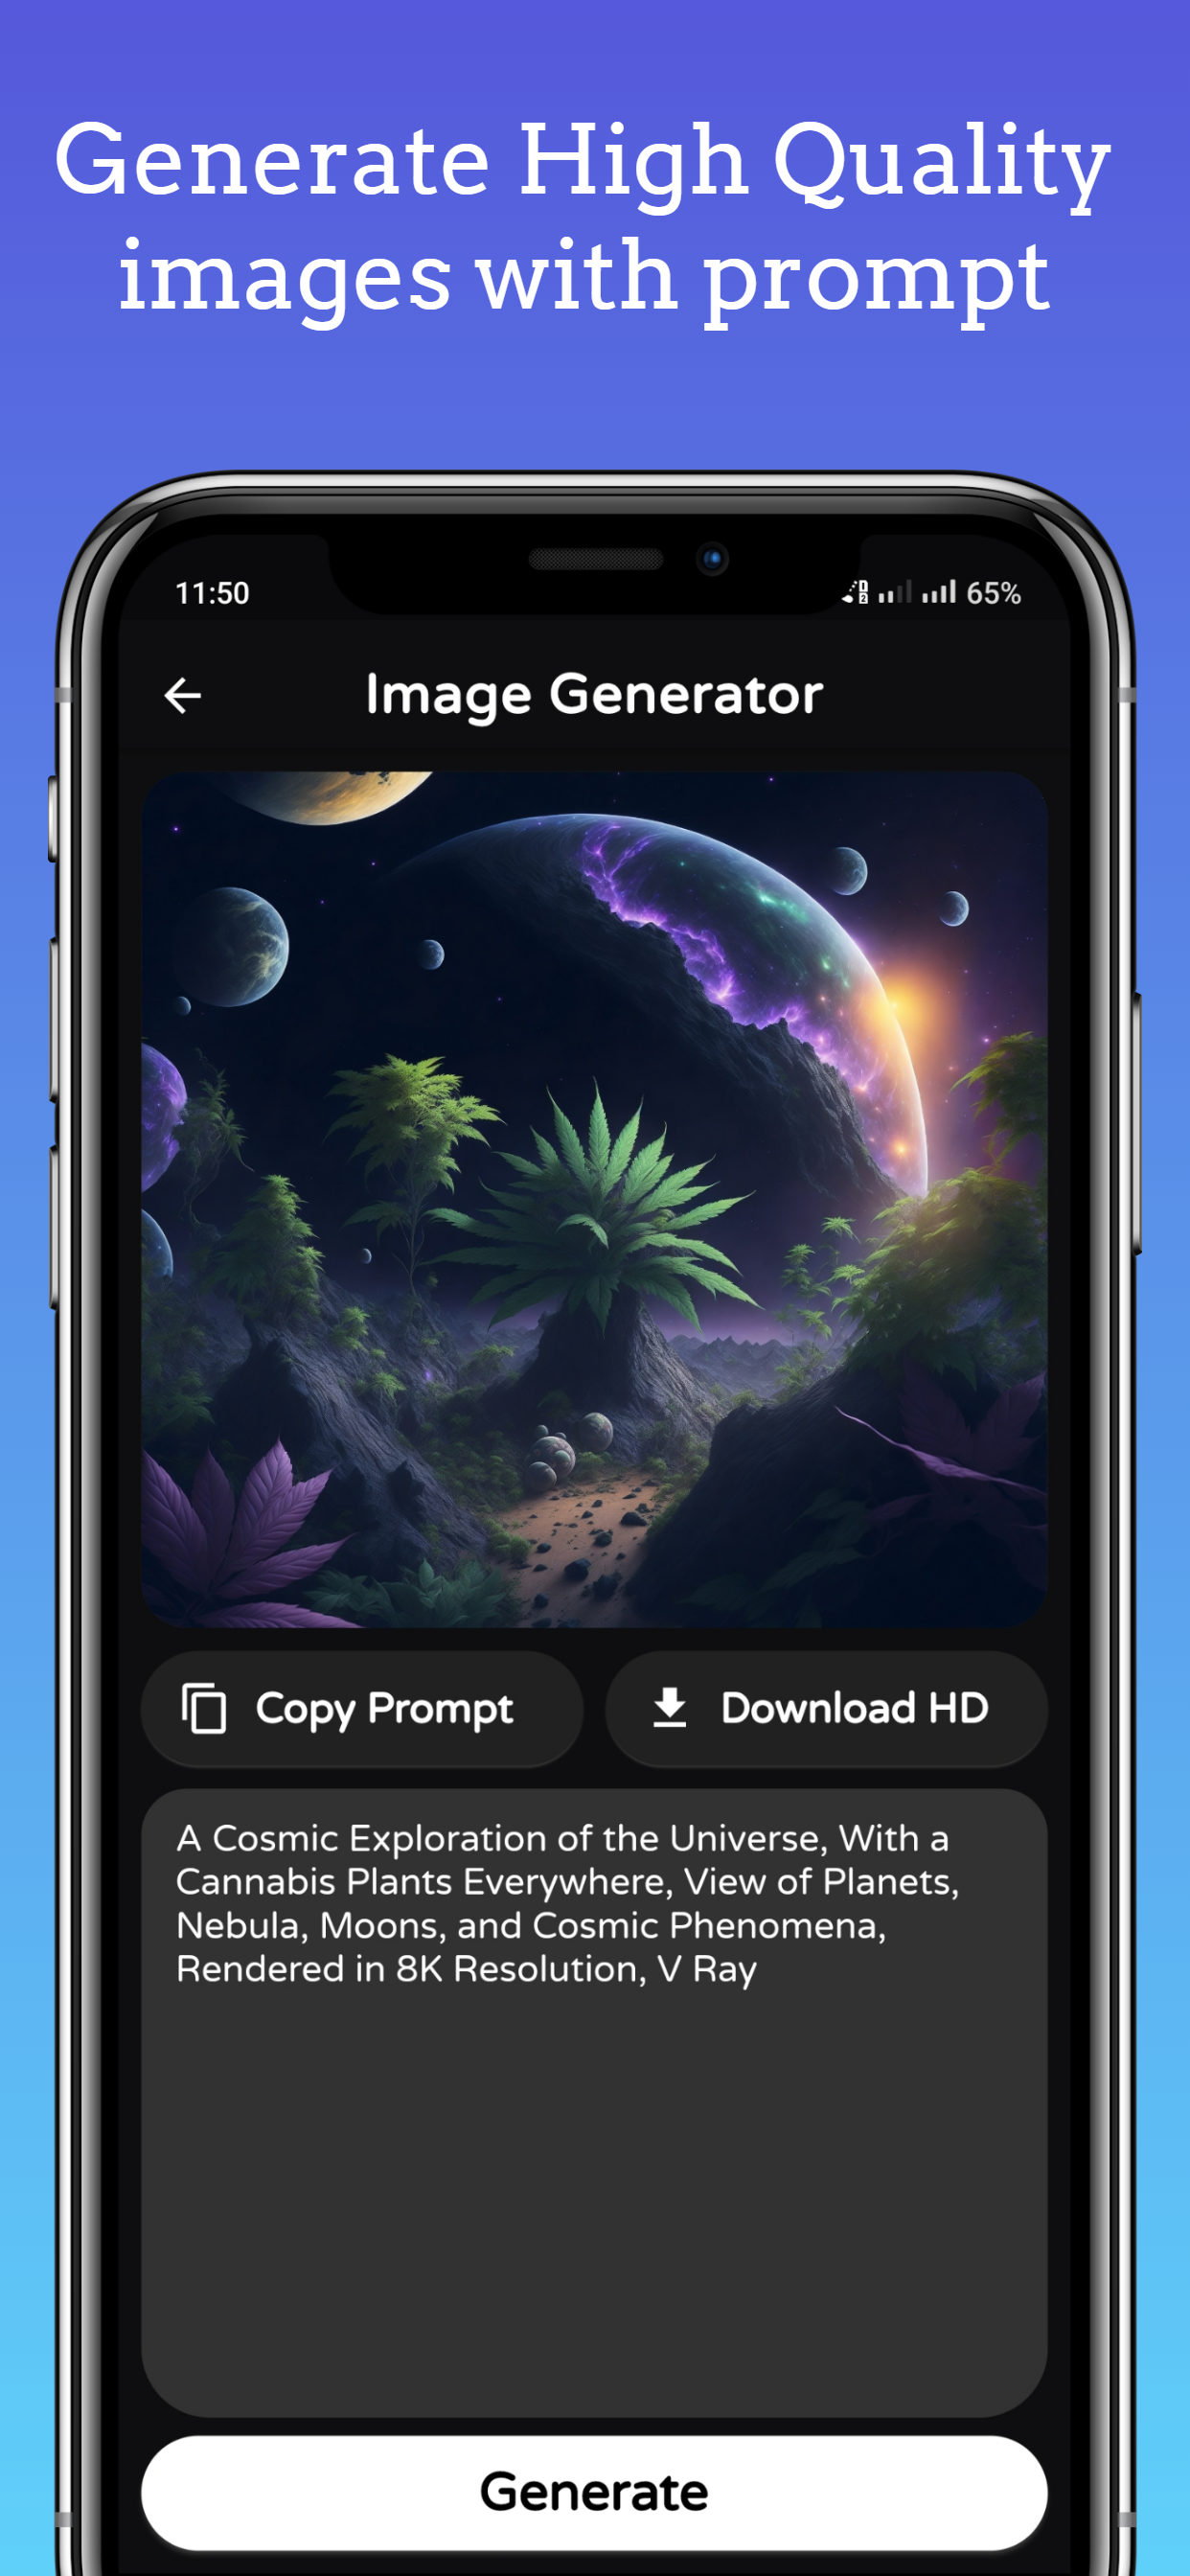 Generate High Quality
images with prompt
11:50
1
2
65%
Image Generator
Copy Prompt
Download HD
A Cosmic Exploration of the Universe, With a
Cannabis Plants Everywhere, View of Planets,
Nebula, Moons, and Cosmic Phenomena,
Rendered in 8K Resolution, V Ray
Generate